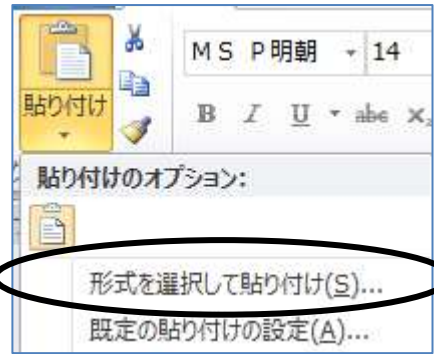 ＭＳ Ｐ明朝 14
貼り付け
B I U abc x₂
貼り付けのオプション:
形式を選択して貼り付け(S)...
既定の貼り付けの設定(A)...